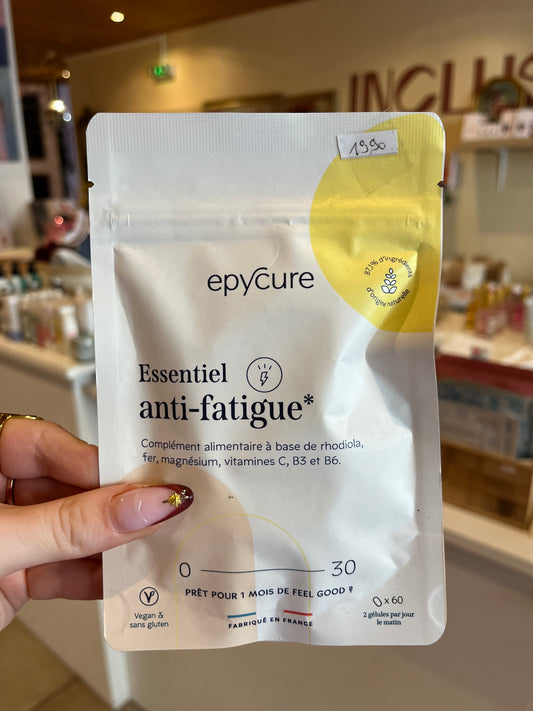 INCLUS
19,90
87,1% d'ingrédients
d'origine naturelle
epycure
Essentiel
anti-fatigue*
Complément alimentaire à base de rhodiola,
fer, magnésium, vitamines C, B3 et B6.
0 30
PRÊT POUR 1 MOIS DE FEEL GOOD ?
x 60
Vegan &
sans gluten
2 gélules par jour
le matin
FABRIQUÉ EN FRANCE